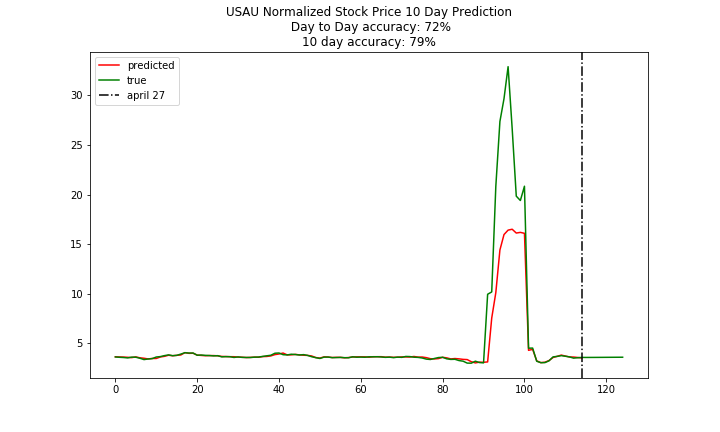 USAU Normalized Stock Price 10 Day Prediction
Day to Day accuracy: 72%
10 day accuracy: 79%
predicted
true
april 27
30
25
20
15
10
5
0 20 40 60 80 100 120